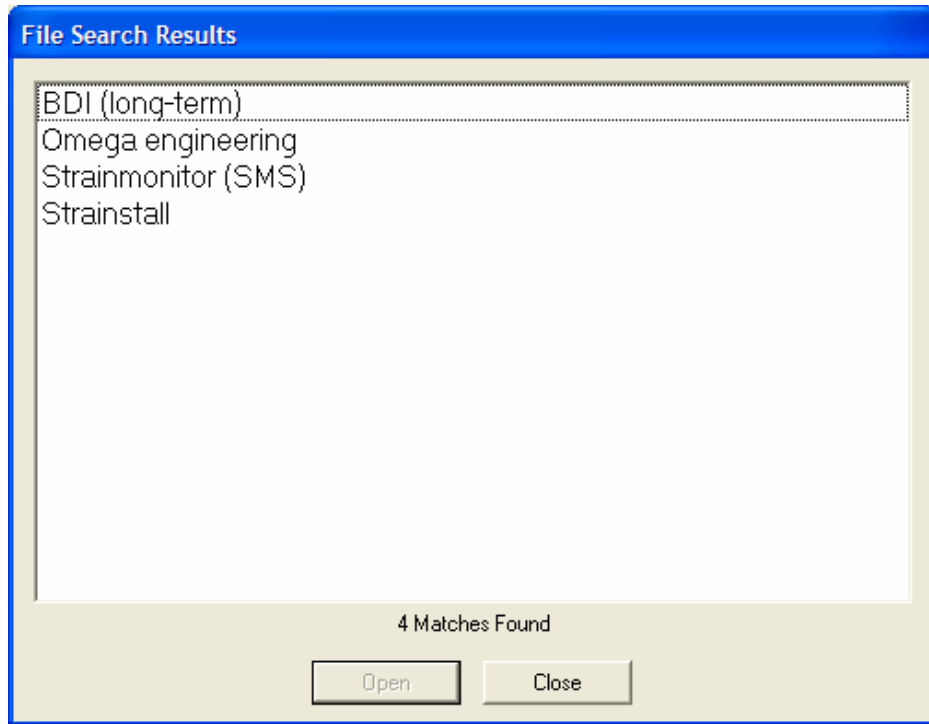 File Search Results
BDI (long-term)
Omega engineering
Strainmonitor (SMS)
Strainstall
4 Matches Found
Open
Close